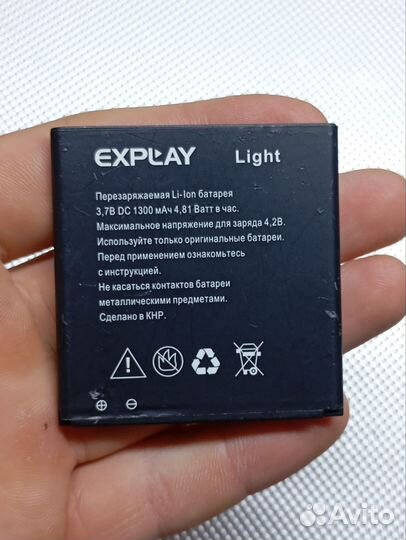 EXPLAY Light
Перезаряжаемая Li-Ion батарея
3,7В DC 1300 мАч 4,81 Ватт в час.
Максимальное напряжение для заряда 4,2В.
Используйте только оригинальные батареи.
Перед применением ознакомьтесь
с инструкцией.
Не касаться контактов батареи
металлическими предметами.
Сделано в КНР.
Avito